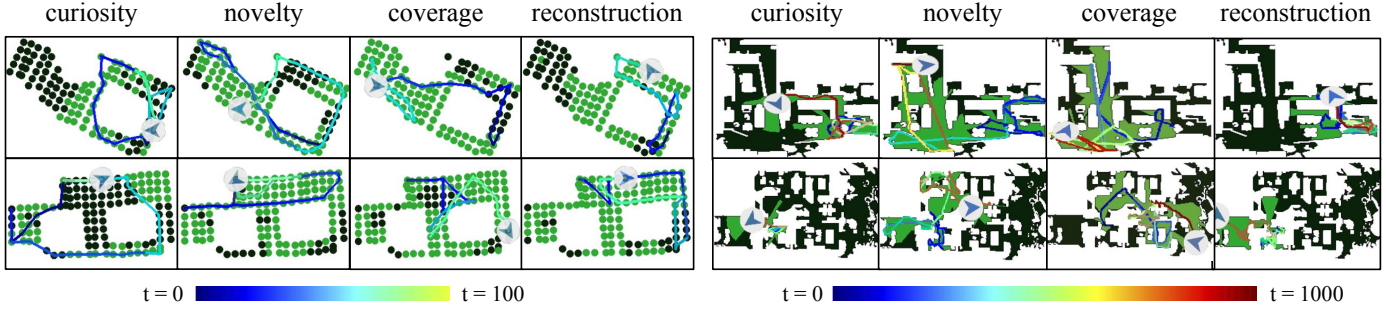 curiosity novelty coverage reconstruction curiosity novelty coverage reconstruction
t = 0 t = 100 t = 0 t = 1000